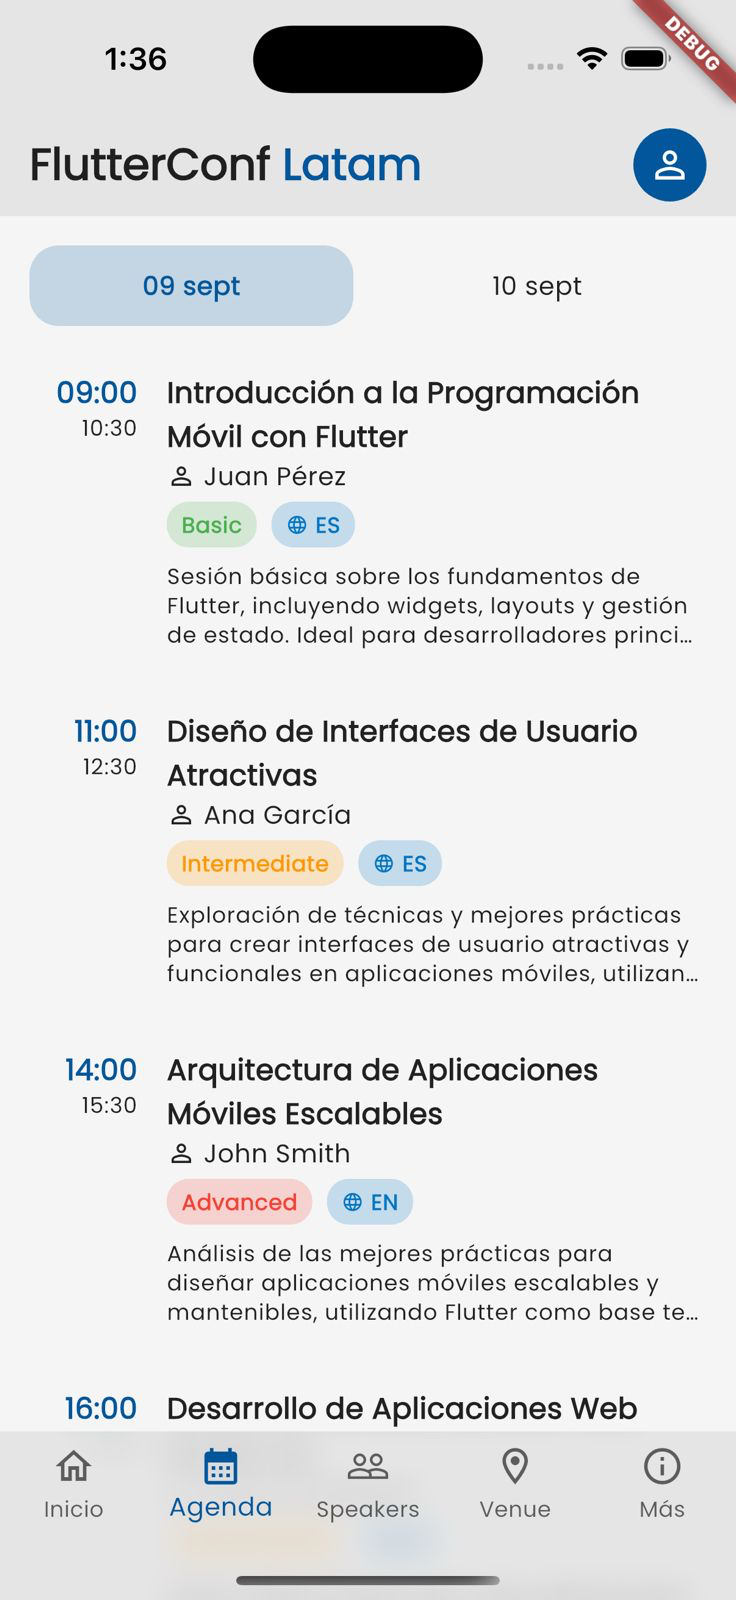 1:36
DEBUG
FlutterConf Latam
09 sept
10 sept
09:00
10:30
Introducción a la Programación
Móvil con Flutter
Juan Pérez
Basic
ES
Sesión básica sobre los fundamentos de
Flutter, incluyendo widgets, layouts y gestión
de estado. Ideal para desarrolladores princi...
11:00
12:30
Diseño de Interfaces de Usuario
Atractivas
Ana García
Intermediate
ES
Exploración de técnicas y mejores prácticas
para crear interfaces de usuario atractivas y
funcionales en aplicaciones móviles, utilizan...
14:00
15:30
Arquitectura de Aplicaciones
Móviles Escalables
John Smith
Advanced
EN
Análisis de las mejores prácticas para
diseñar aplicaciones móviles escalables y
mantenibles, utilizando Flutter como base te...
16:00
Desarrollo de Aplicaciones Web
Inicio
Agenda
Speakers
Venue
Más